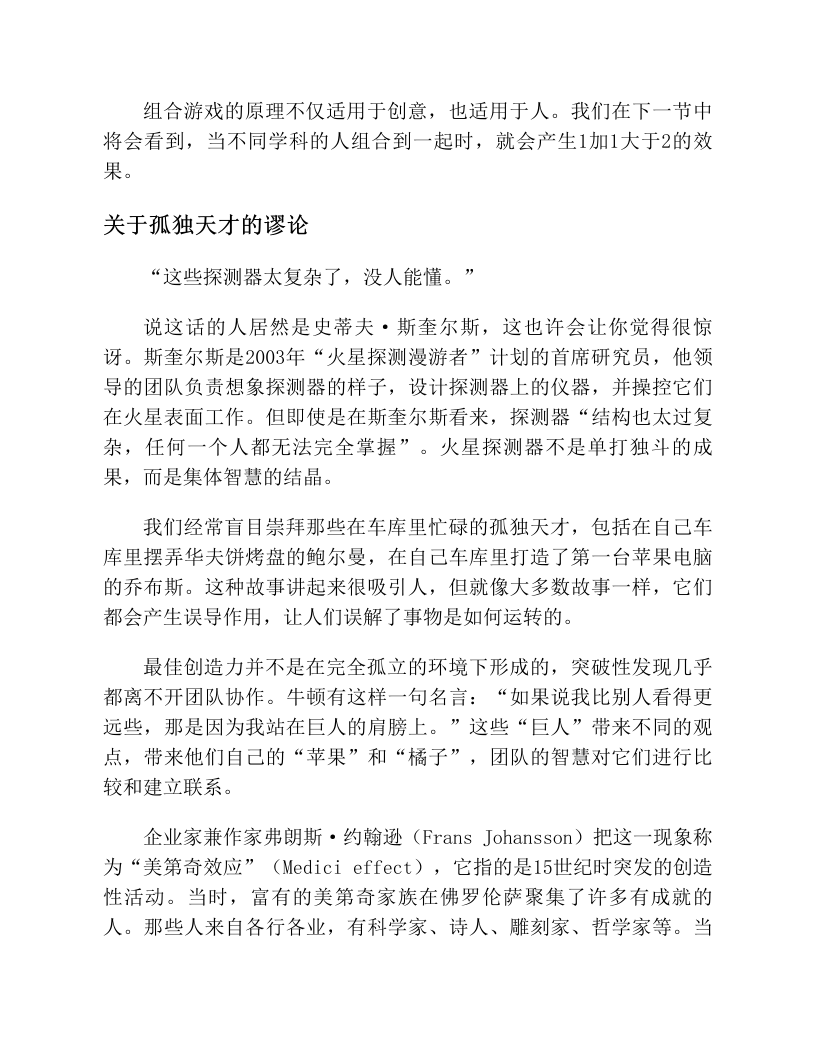 组合游戏的原理不仅适用于创意，也适用于人。我们在下一节中
将会看到，当不同学科的人组合到一起时，就会产生1加1大于2的效
果。
关于孤独天才的谬论
“这些探测器太复杂了，没人能懂。”
说这话的人居然是史蒂夫·斯奎尔斯，这也许会让你觉得很惊
讶。斯奎尔斯是2003年“火星探测漫游者”计划的首席研究员，他领
导的团队负责想象探测器的样子，设计探测器上的仪器，并操控它们
在火星表面工作。但即使是在斯奎尔斯看来，探测器“结构也太过复
杂，任何一个人都无法完全掌握”。火星探测器不是单打独斗的成
果，而是集体智慧的结晶。
我们经常盲目崇拜那些在车库里忙碌的孤独天才，包括在自己车
库里摆弄华夫饼烤盘的鲍尔曼，在自己车库里打造了第一台苹果电脑
的乔布斯。这种故事讲起来很吸引人，但就像大多数故事一样，它们
都会产生误导作用，让人们误解了事物是如何运转的。
最佳创造力并不是在完全孤立的环境下形成的，突破性发现几乎
都离不开团队协作。牛顿有这样一句名言：“如果说我比别人看得更
远些，那是因为我站在巨人的肩膀上。”这些“巨人”带来不同的观
点，带来他们自己的“苹果”和“橘子”，团队的智慧对它们进行比
较和建立联系。
企业家兼作家弗朗斯·约翰逊（Frans Johansson）把这一现象称
为“美第奇效应”（Medici effect），它指的是15世纪时突发的创造
性活动。当时，富有的美第奇家族在佛罗伦萨聚集了许多有成就的
人。那些人来自各行各业，有科学家、诗人、雕刻家、哲学家等。当